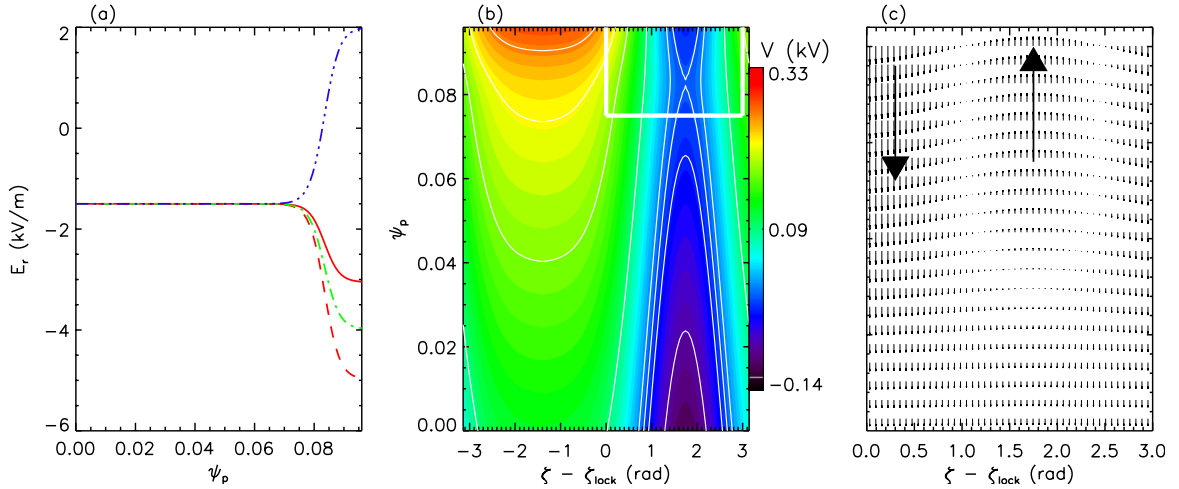 (a)
(b)
(c)
2
0
−2
−4
−6
E_r (kV/m)
0.00 0.02 0.04 0.06 0.08
ψ_p
0.08
0.06
0.04
0.02
0.00
ψ_p
−3 −2 −1 0 1 2 3
ζ − ζ_lock (rad)
V (kV)
0.33
0.09
−0.14
0.0 0.5 1.0 1.5 2.0 2.5 3.0
ζ − ζ_lock (rad)